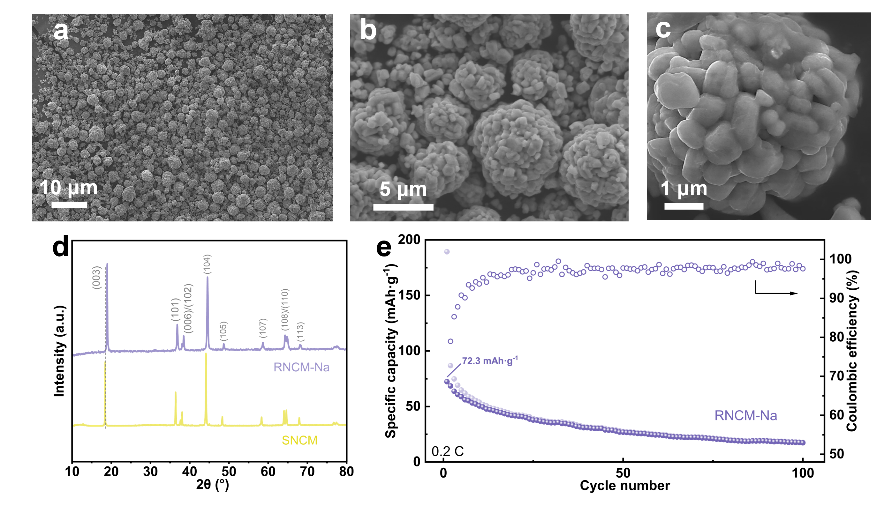 a
10 μm
b
5 μm
c
1 μm
d
Intensity (a.u.)
(003)
(101)
(006)/(102)
(104)
(105)
(107)
(108)/(110)
(113)
RNCM-Na
SNCM
10 20 30 40 50 60 70 80
2θ (°)
e
Specific capacity (mAh·g⁻¹)
200
150
100
50
0
72.3 mAh·g⁻¹
RNCM-Na
0.2 C
0 50 100
Cycle number
100
90
80
70
60
50
Coulombic efficiency (%)